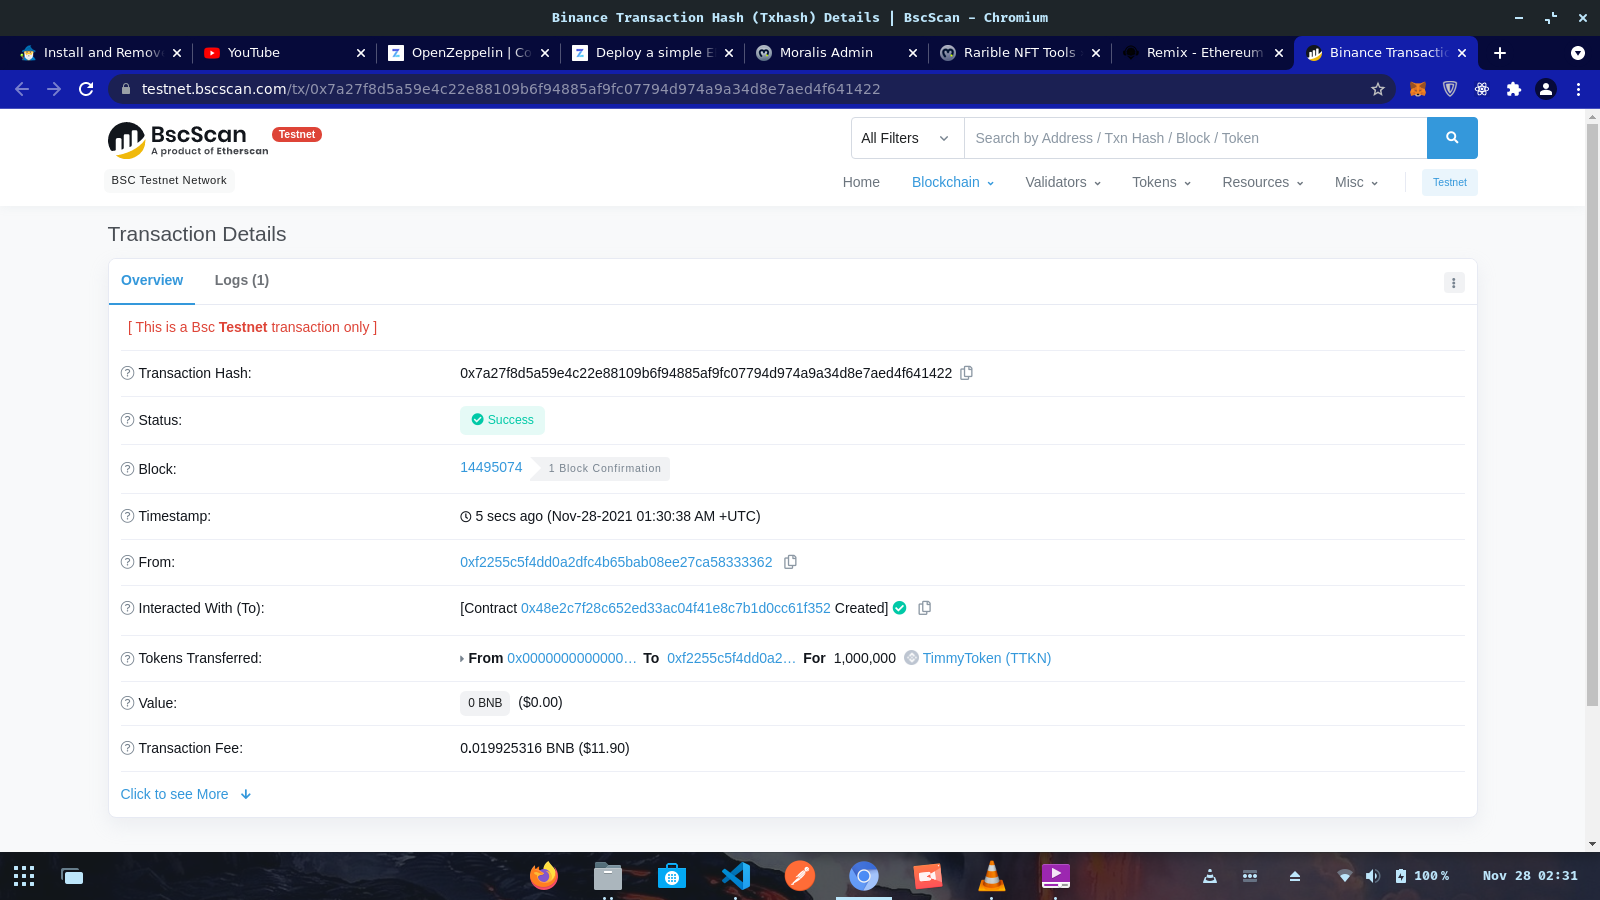 Binance Transaction Hash (Txhash) Details | BscScan - Chromium
Install and Remov
YouTube
OpenZeppelin | Co
Deploy a simple E
Moralis Admin
Rarible NFT Tools
Remix - Ethereum
Binance Transactio
testnet.bscscan.com/tx/0x7a27f8d5a59e4c22e88109b6f94885af9fc07794d974a9a34d8e7aed4f641422
BscScan
A product of Etherscan
Testnet
BSC Testnet Network
All Filters
Search by Address / Txn Hash / Block / Token
Home
Blockchain
Validators
Tokens
Resources
Misc
Testnet
Transaction Details
Overview
Logs (1)
[ This is a Bsc Testnet transaction only ]
Transaction Hash: 0x7a27f8d5a59e4c22e88109b6f94885af9fc07794d974a9a34d8e7aed4f641422
Status: Success
Block: 14495074 1 Block Confirmation
Timestamp: 5 secs ago (Nov-28-2021 01:30:38 AM +UTC)
From: 0xf2255c5f4dd0a2dfc4b65bab08ee27ca58333362
Interacted With (To): [Contract 0x48e2c7f28c652ed33ac04f41e8c7b1d0cc61f352 Created]
Tokens Transferred: From 0x0000000000000... To 0xf2255c5f4dd0a2... For 1,000,000 TimmyToken (TTKN)
Value: 0 BNB ($0.00)
Transaction Fee: 0.019925316 BNB ($11.90)
Click to see More
100%
Nov 28 02:31